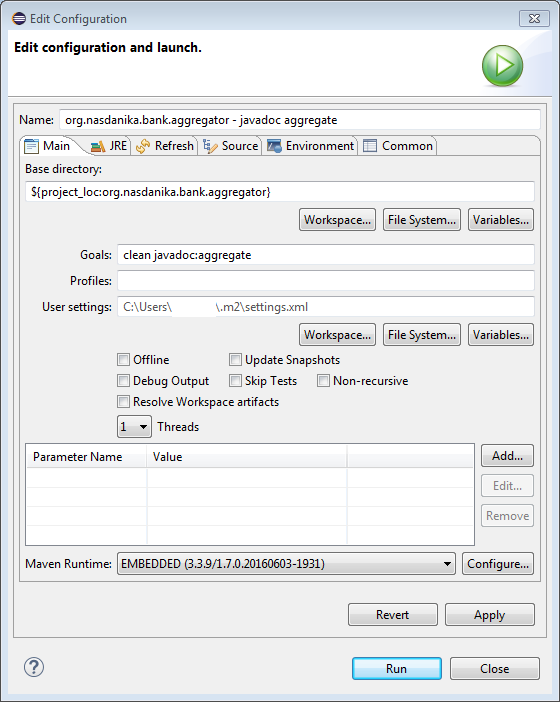 Edit Configuration
Edit configuration and launch.
Name: org.nasdanika.bank.aggregator - javadoc aggregate
Main JRE Refresh Source Environment Common
Base directory:
${project_loc:org.nasdanika.bank.aggregator}
Workspace... File System... Variables...
Goals: clean javadoc:aggregate
Profiles:
User settings: C:\Users\ \.m2\settings.xml
Workspace... File System... Variables...
Offline Update Snapshots
Debug Output Skip Tests Non-recursive
Resolve Workspace artifacts
1 Threads
Parameter Name Value Add...
Edit...
Remove
Maven Runtime: EMBEDDED (3.3.9/1.7.0.20160603-1931) Configure...
Revert Apply
? Run Close